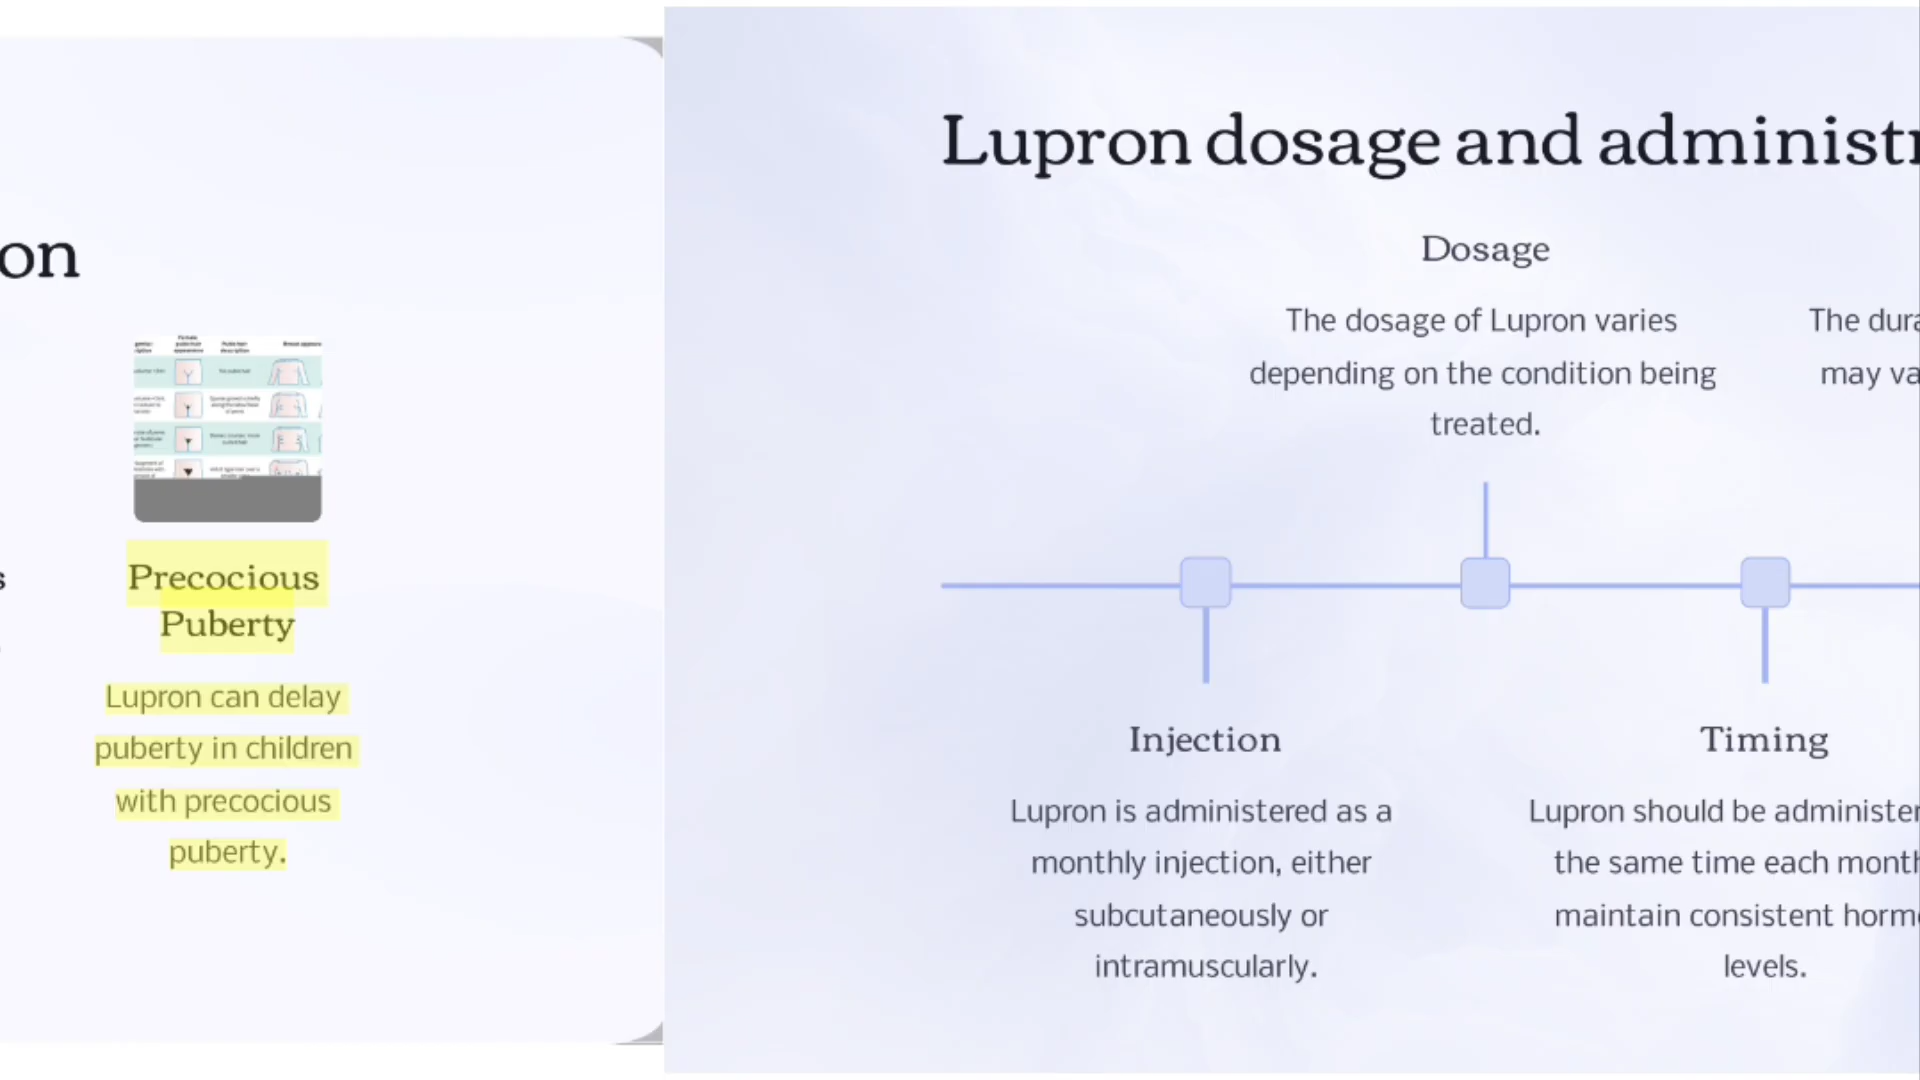 on
Precocious
Puberty
Lupron can delay
puberty in children
with precocious
puberty.
Lupron dosage and administr
Dosage
The dosage of Lupron varies
depending on the condition being
treated.
The dura
may va
Injection
Lupron is administered as a
monthly injection, either
subcutaneously or
intramuscularly.
Timing
Lupron should be administer
the same time each month
maintain consistent hormo
levels.